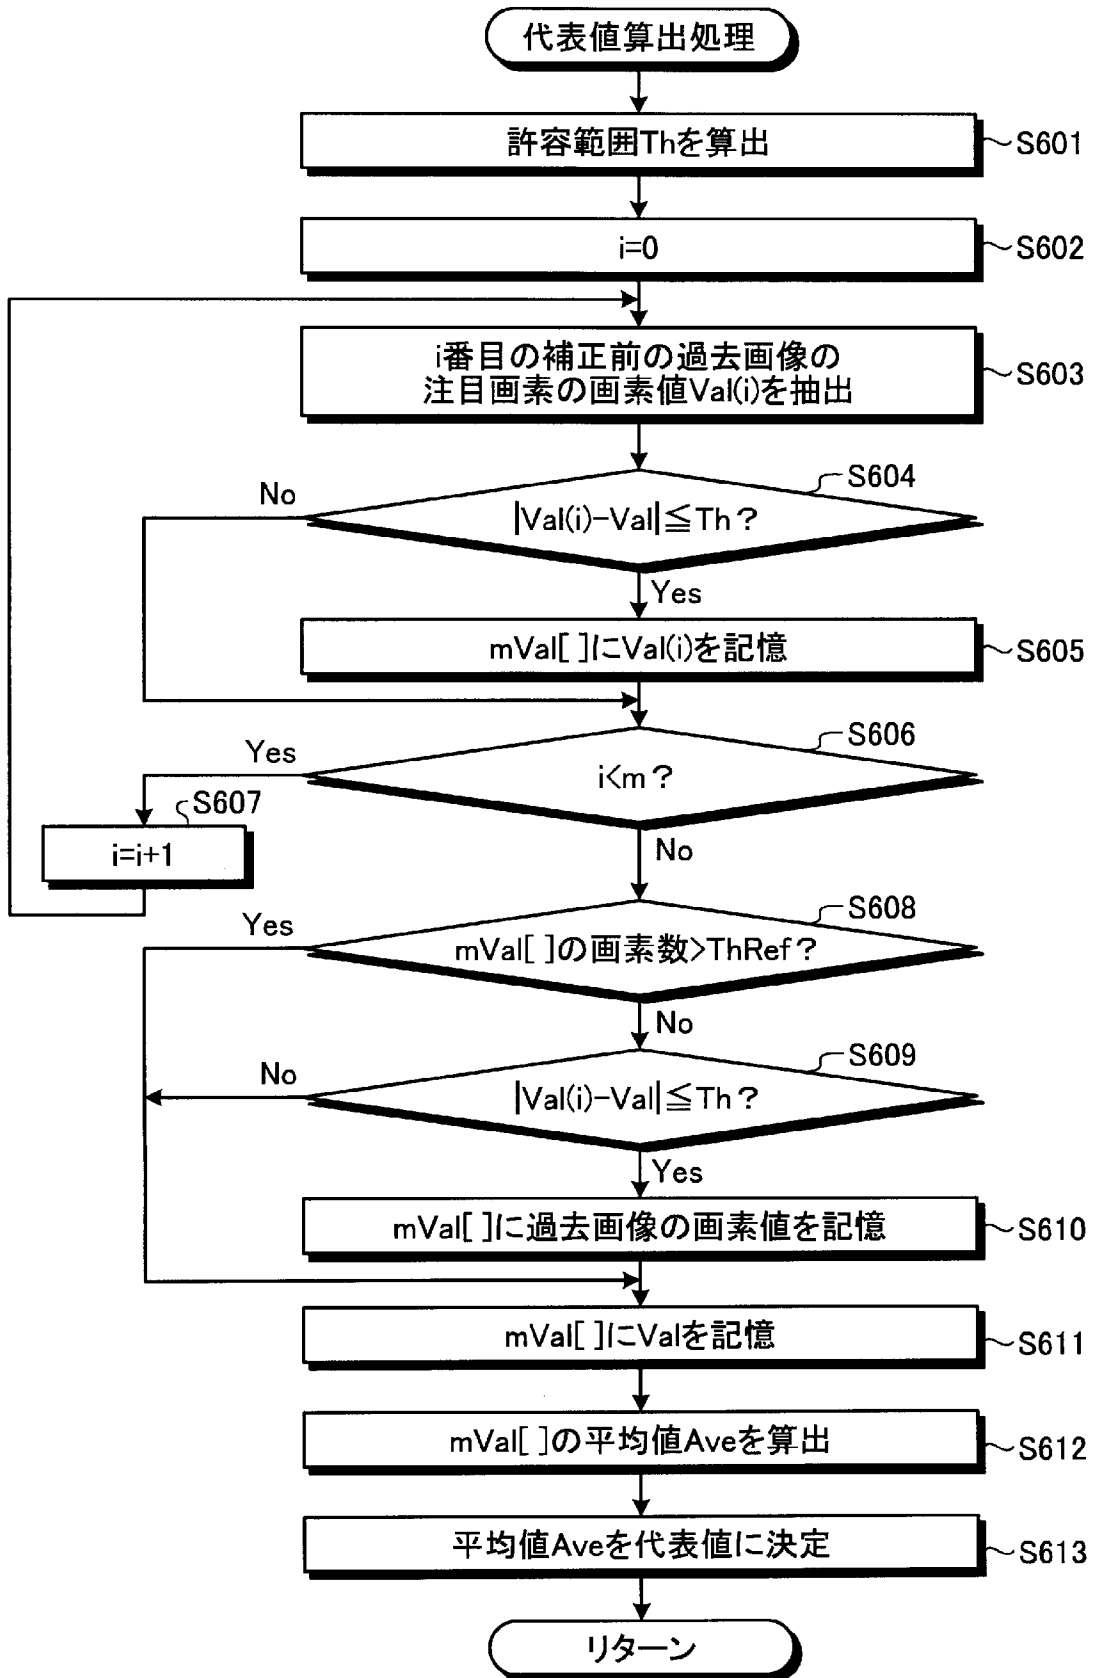 代表値算出処理
許容範囲Thを算出
S601
i=0
S602
i番目の補正前の過去画像の
注目画素の画素値Val(i)を抽出
S603
S604
No
|Val(i)-Val|≦Th？
Yes
mVal[ ]にVal(i)を記憶
S605
S606
Yes
i<m？
S607
i=i+1
No
S608
Yes
mVal[ ]の画素数>ThRef？
No
S609
No
|Val(i)-Val|≦Th？
Yes
mVal[ ]に過去画像の画素値を記憶
S610
mVal[ ]にValを記憶
S611
mVal[ ]の平均値Aveを算出
S612
平均値Aveを代表値に決定
S613
リターン